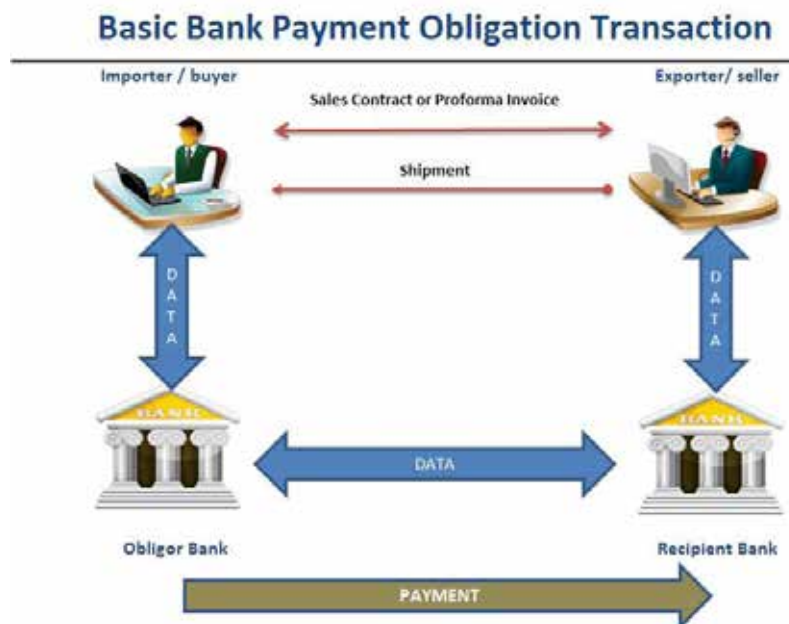 Basic Bank Payment Obligation Transaction
Importer / buyer
Exporter/ seller
Sales Contract or Proforma Invoice
Shipment
DATA
DATA
BANK
BANK
DATA
Obligor Bank
Recipient Bank
PAYMENT